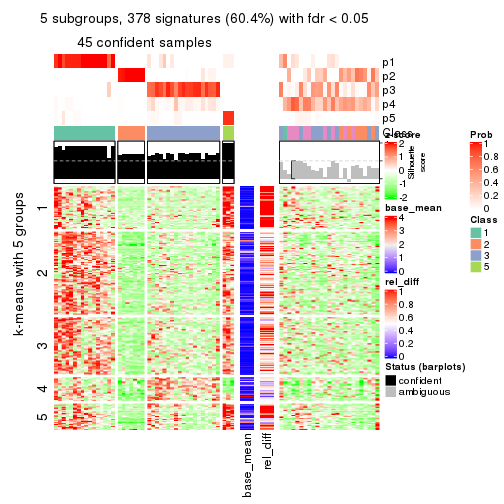 5 subgroups, 378 signatures (60.4%) with fdr < 0.05
45 confident samples
p1
p2
p3
p4
p5
Class
k-means with 5 groups
1
2
3
4
5
base_mean
rel_diff
z-score
2
1
0
-1
-2
Silhouette
score
base_mean
4
3
2
1
0
rel_diff
1
0.8
0.6
0.4
0.2
0
Status (barplots)
confident
ambiguous
Prob
1
0.8
0.6
0.4
0.2
0
Class
1
2
3
4
5